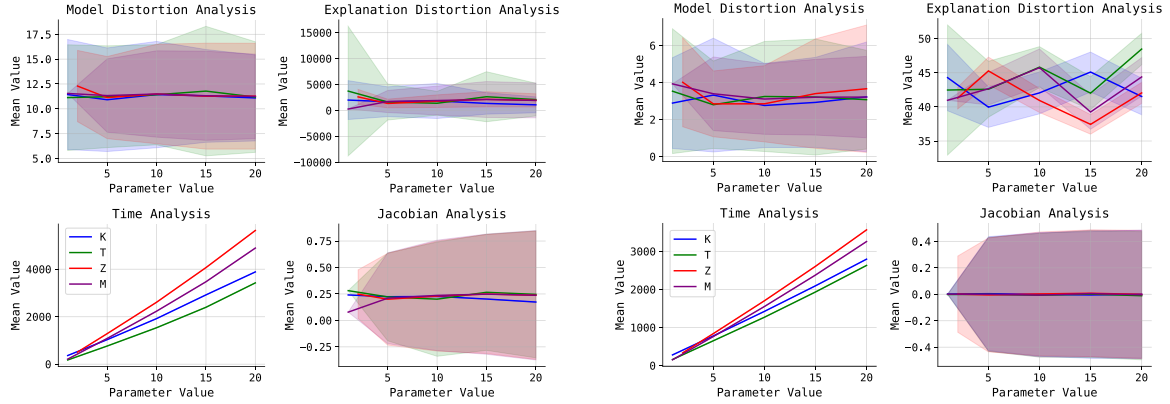 Model Distortion Analysis
Mean Value
17.5
15.0
12.5
10.0
7.5
5.0
5 10 15 20
Parameter Value
Explanation Distortion Analysis
Mean Value
15000
10000
5000
0
−5000
−10000
5 10 15 20
Parameter Value
Model Distortion Analysis
Mean Value
6
4
2
0
5 10 15 20
Parameter Value
Explanation Distortion Analysis
Mean Value
50
45
40
35
5 10 15 20
Parameter Value
Time Analysis
Mean Value
4000
2000
0
K
T
Z
M
5 10 15 20
Parameter Value
Jacobian Analysis
Mean Value
0.75
0.50
0.25
0.00
−0.25
5 10 15 20
Parameter Value
Time Analysis
Mean Value
3000
2000
1000
0
K
T
Z
M
5 10 15 20
Parameter Value
Jacobian Analysis
Mean Value
0.4
0.2
0.0
−0.2
−0.4
5 10 15 20
Parameter Value